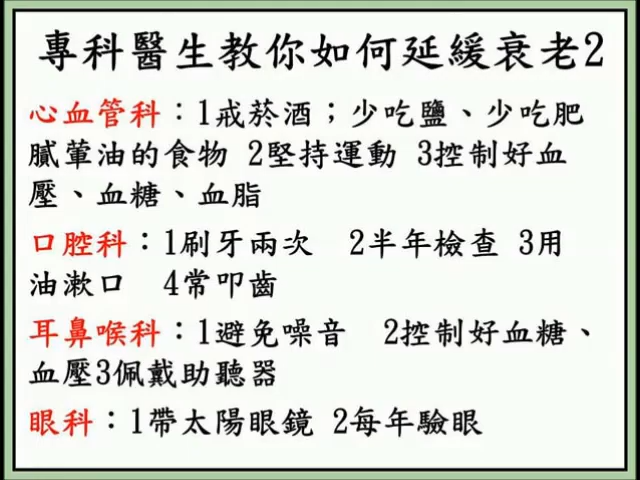 專科醫生教你如何延緩衰老2
心血管科：1戒菸酒；少吃鹽、少吃肥
膩葷油的食物 2堅持運動 3控制好血
壓、血糖、血脂
口腔科：1刷牙兩次　2半年檢查 3用
油漱口　4常叩齒
耳鼻喉科：1避免噪音　2控制好血糖、
血壓3佩戴助聽器
眼科：1帶太陽眼鏡 2每年驗眼